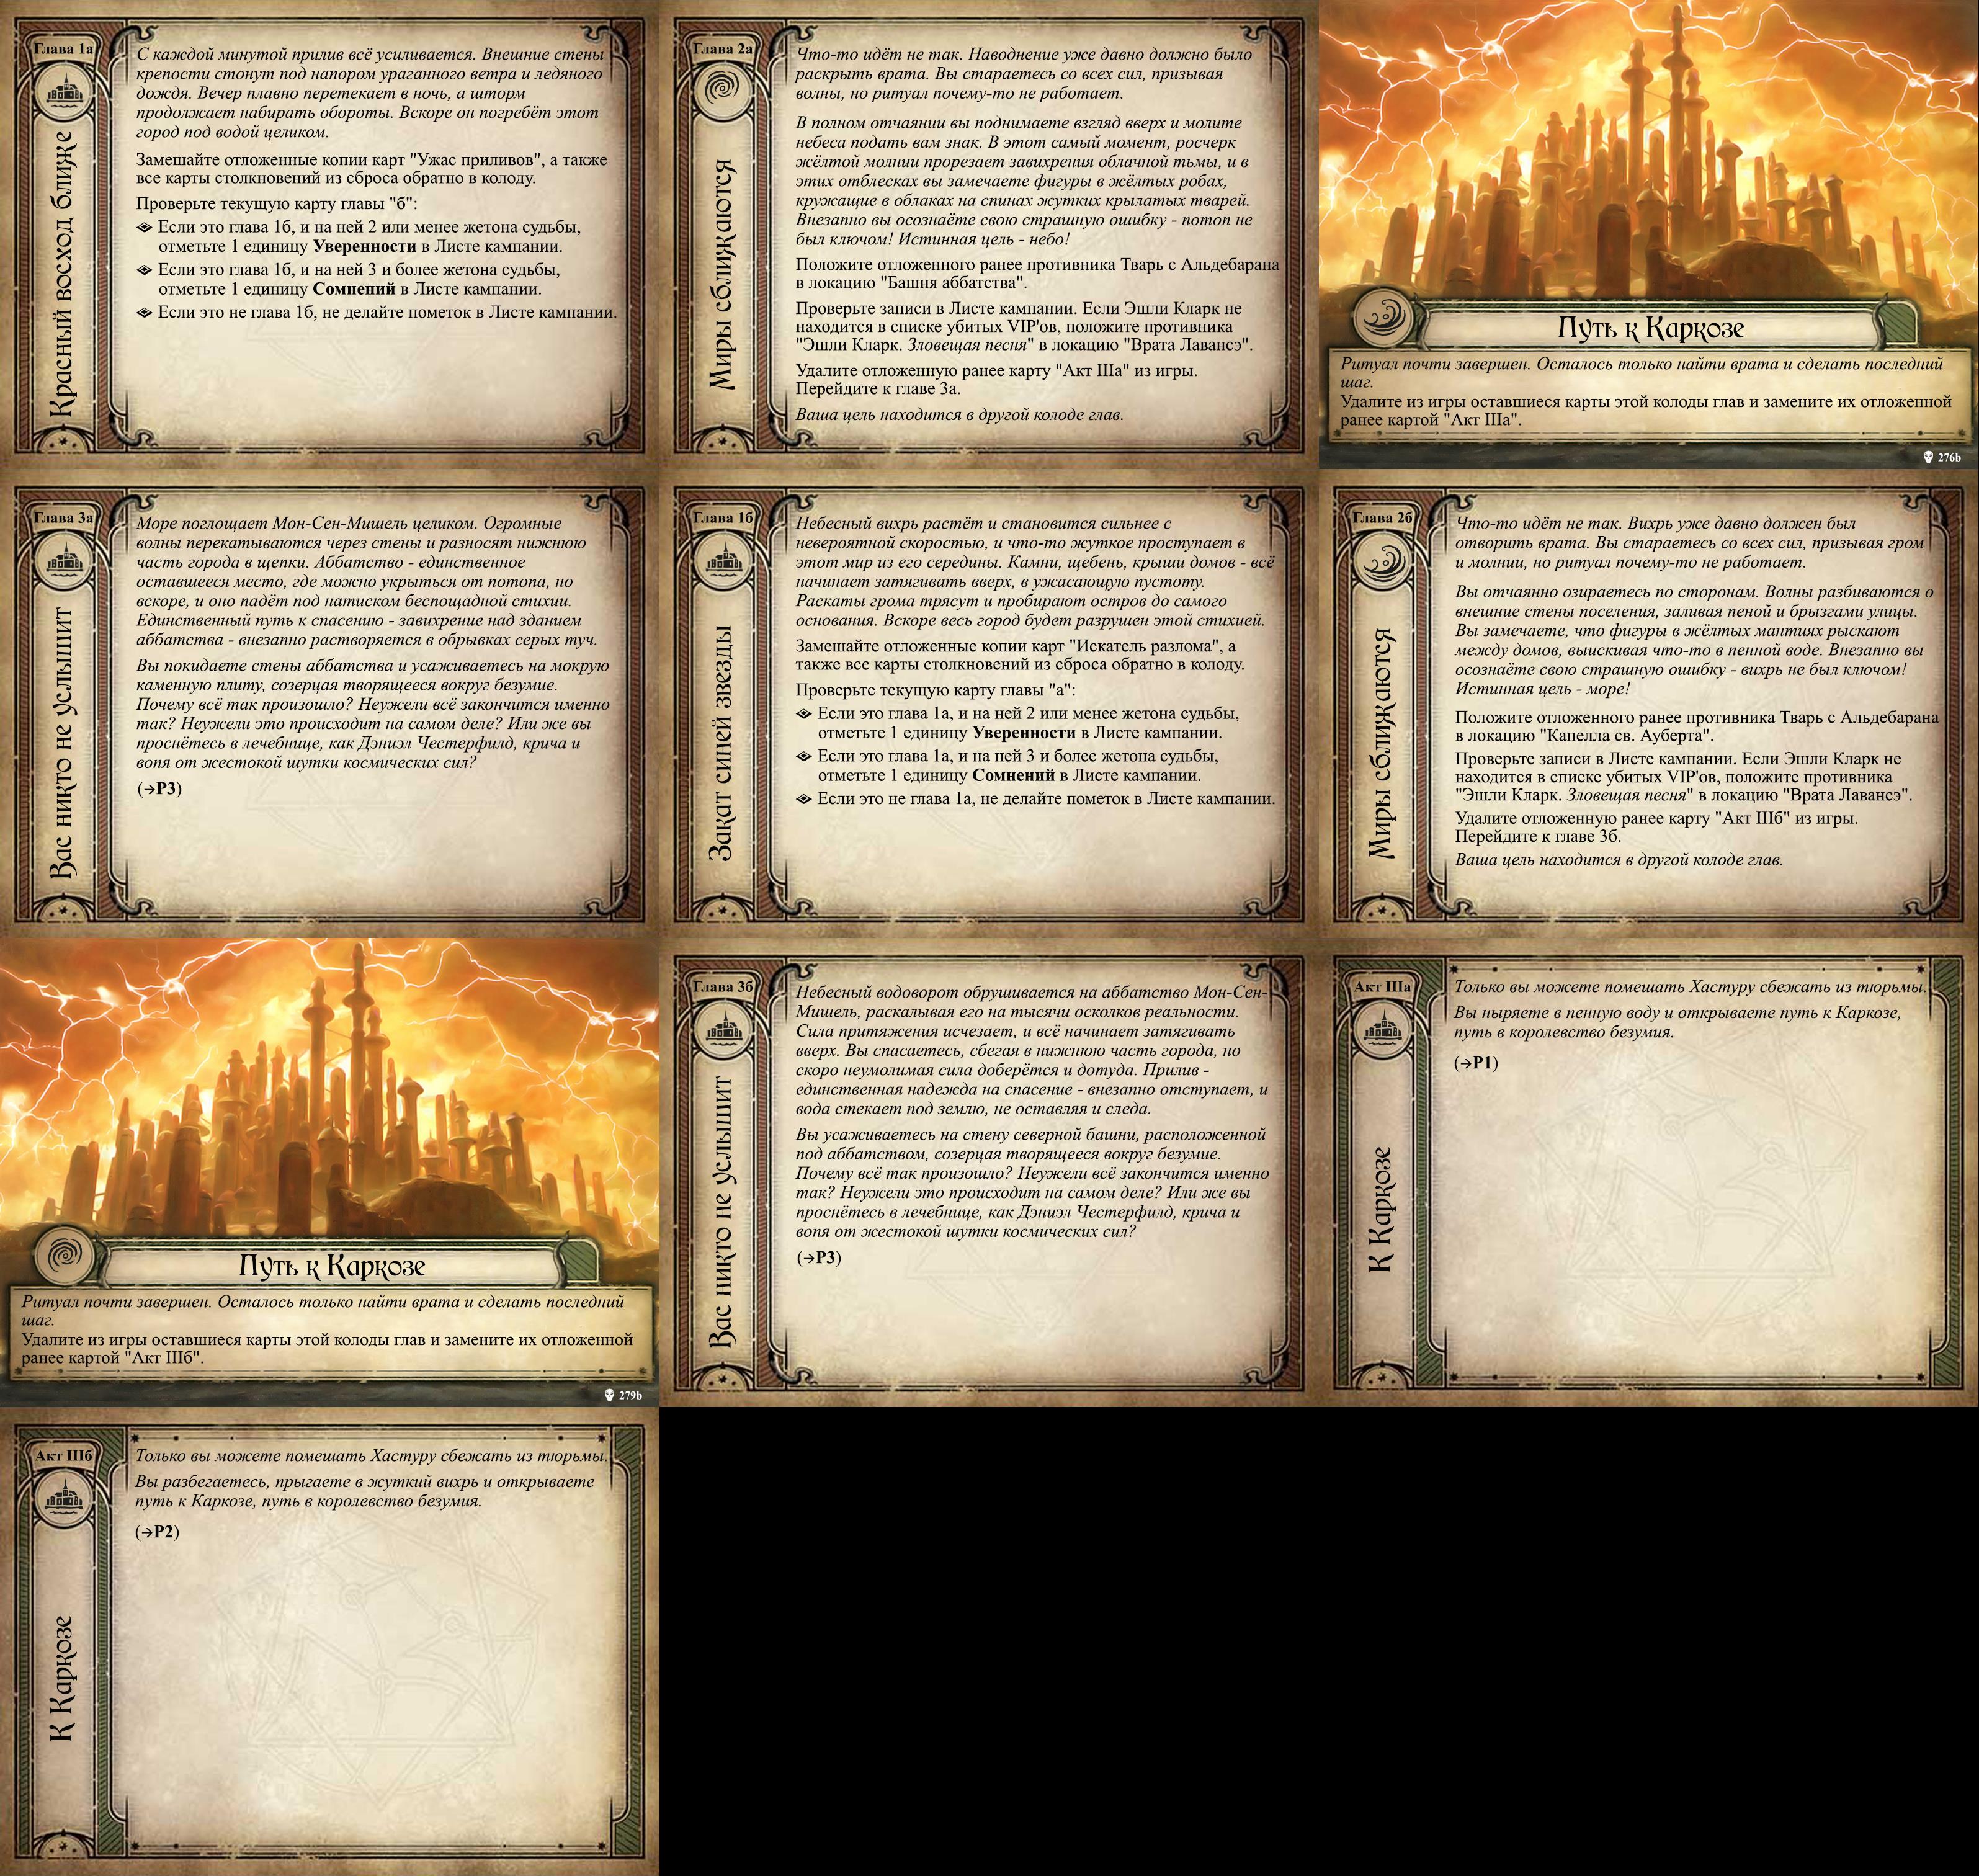 Глава 1а
Красный восход ближе
С каждой минутой прилив всё усиливается. Внешние стены
крепости стонут под напором ураганного ветра и ледяного
дождя. Вечер плавно перетекает в ночь, а шторм
продолжает набирать обороты. Вскоре он погребёт этот
город под водой целиком.
Замешайте отложенные копии карт "Ужас приливов", а также
все карты столкновений из сброса обратно в колоду.
Проверьте текущую карту главы "б":
Если это глава 1б, и на ней 2 или менее жетона судьбы,
отметьте 1 единицу Уверенности в Листе кампании.
Если это глава 1б, и на ней 3 и более жетона судьбы,
отметьте 1 единицу Сомнений в Листе кампании.
Если это не глава 1б, не делайте пометок в Листе кампании.
Глава 2а
Миры сближаются
Что-то идёт не так. Наводнение уже давно должно было
раскрыть врата. Вы стараетесь со всех сил, призывая
волны, но ритуал почему-то не работает.
В полном отчаянии вы поднимаете взгляд вверх и молите
небеса подать вам знак. В этот самый момент, росчерк
жёлтой молнии прорезает завихрения облачной тьмы, и в
этих отблесках вы замечаете фигуры в жёлтых робах,
кружащие в облаках на спинах жутких крылатых тварей.
Внезапно вы осознаёте свою страшную ошибку - потоп не
был ключом! Истинная цель - небо!
Положите отложенного ранее противника Тварь с Альдебарана
в локацию "Башня аббатства".
Проверьте записи в Листе кампании. Если Эшли Кларк не
находится в списке убитых VIP'ов, положите противника
"Эшли Кларк. Зловещая песня" в локацию "Врата Лавансэ".
Удалите отложенную ранее карту "Акт IIIа" из игры.
Перейдите к главе 3а.
Ваша цель находится в другой колоде глав.
Путь к Каркозе
Ритуал почти завершен. Осталось только найти врата и сделать последний
шаг.
Удалите из игры оставшиеся карты этой колоды глав и замените их отложенной
ранее картой "Акт IIIа".
276b
Глава 3а
Вас никто не услышит
Море поглощает Мон-Сен-Мишель целиком. Огромные
волны перекатываются через стены и разносят нижнюю
часть города в щепки. Аббатство - единственное
оставшееся место, где можно укрыться от потопа, но
вскоре, и оно падёт под натиском беспощадной стихии.
Единственный путь к спасению - завихрение над зданием
аббатства - внезапно растворяется в обрывках серых туч.
Вы покидаете стены аббатства и усаживаетесь на мокрую
каменную плиту, созерцая творящееся вокруг безумие.
Почему всё так произошло? Неужели всё закончится именно
так? Неужели это происходит на самом деле? Или же вы
проснётесь в лечебнице, как Дэниэл Честерфилд, крича и
вопя от жестокой шутки космических сил?
(→Р3)
Глава 1б
Закат синей звезды
Небесный вихрь растёт и становится сильнее с
невероятной скоростью, и что-то жуткое проступает в
этот мир из его середины. Камни, щебень, крыши домов - всё
начинает затягивать вверх, в ужасающую пустоту.
Раскаты грома трясут и пробирают остров до самого
основания. Вскоре весь город будет разрушен этой стихией.
Замешайте отложенные копии карт "Искатель разлома", а
также все карты столкновений из сброса обратно в колоду.
Проверьте текущую карту главы "а":
Если это глава 1а, и на ней 2 или менее жетона судьбы,
отметьте 1 единицу Уверенности в Листе кампании.
Если это глава 1а, и на ней 3 и более жетона судьбы,
отметьте 1 единицу Сомнений в Листе кампании.
Если это не глава 1а, не делайте пометок в Листе кампании.
Глава 2б
Миры сближаются
Что-то идёт не так. Вихрь уже давно должен был
отворить врата. Вы стараетесь со всех сил, призывая гром
и молнии, но ритуал почему-то не работает.
Вы отчаянно озираетесь по сторонам. Волны разбиваются о
внешние стены поселения, заливая пеной и брызгами улицы.
Вы замечаете, что фигуры в жёлтых мантиях рыскают
между домов, выискивая что-то в пенной воде. Внезапно вы
осознаёте свою страшную ошибку - вихрь не был ключом!
Истинная цель - море!
Положите отложенного ранее противника Тварь с Альдебарана
в локацию "Капелла св. Ауберта".
Проверьте записи в Листе кампании. Если Эшли Кларк не
находится в списке убитых VIP'ов, положите противника
"Эшли Кларк. Зловещая песня" в локацию "Врата Лавансэ".
Удалите отложенную ранее карту "Акт IIIб" из игры.
Перейдите к главе 3б.
Ваша цель находится в другой колоде глав.
Путь к Каркозе
Ритуал почти завершен. Осталось только найти врата и сделать последний
шаг.
Удалите из игры оставшиеся карты этой колоды глав и замените их отложенной
ранее картой "Акт IIIб".
279b
Глава 3б
Вас никто не услышит
Небесный водоворот обрушивается на аббатство Мон-Сен-
Мишель, раскалывая его на тысячи осколков реальности.
Сила притяжения исчезает, и всё начинает затягивать
вверх. Вы спасаетесь, сбегая в нижнюю часть города, но
скоро неумолимая сила доберётся и дотуда. Прилив -
единственная надежда на спасение - внезапно отступает, и
вода стекает под землю, не оставляя и следа.
Вы усаживаетесь на стену северной башни, расположенной
под аббатством, созерцая творящееся вокруг безумие.
Почему всё так произошло? Неужели всё закончится именно
так? Неужели это происходит на самом деле? Или же вы
проснётесь в лечебнице, как Дэниэл Честерфилд, крича и
вопя от жестокой шутки космических сил?
(→Р3)
Акт IIIа
К Каркозе
Только вы можете помешать Хастуру сбежать из тюрьмы.
Вы ныряете в пенную воду и открываете путь к Каркозе,
путь в королевство безумия.
(→Р1)
Акт IIIб
К Каркозе
Только вы можете помешать Хастуру сбежать из тюрьмы.
Вы разбегаетесь, прыгаете в жуткий вихрь и открываете
путь к Каркозе, путь в королевство безумия.
(→Р2)